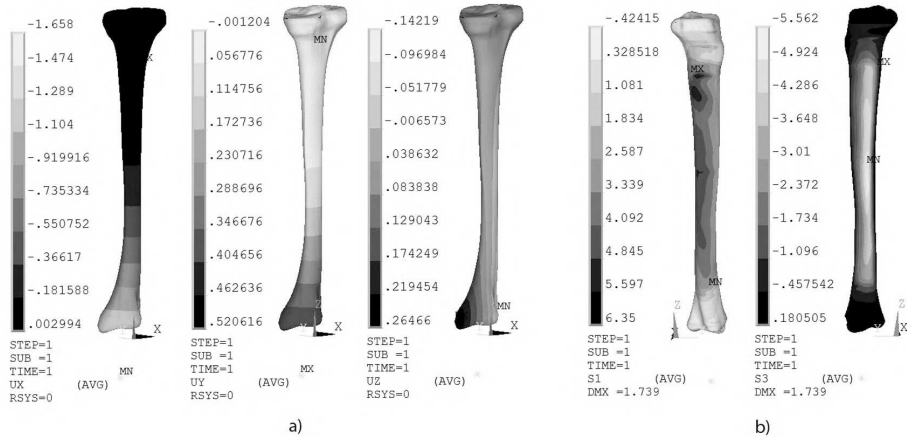 -1.658
-1.474
-1.289
-1.104
-.919916
-.735334
-.550752
-.36617
-.181588
.002994
X
X
STEP=1
SUB =1
TIME=1
UX (AVG)
RSYS=0
MN
-.001204
.056776
.114756
.172736
.230716
.288696
.346676
.404656
.462636
.520616
MN
Z
X
STEP=1
SUB =1
TIME=1
UY (AVG)
RSYS=0
MX
-.14219
-.096984
-.051779
-.006573
.038632
.083838
.129043
.174249
.219454
.26466
MN
X
STEP=1
SUB =1
TIME=1
UZ (AVG)
RSYS=0
a)
-.42415
.328518
1.081
1.834
2.587
3.339
4.092
4.845
5.597
6.35
MX
MN
Z
STEP=1
SUB =1
TIME=1
S1 (AVG)
DMX =1.739
-5.562
-4.924
-4.286
-3.648
-3.01
-2.372
-1.734
-1.096
-.457542
.180505
MX
MN
Z
X
STEP=1
SUB =1
TIME=1
S3 (AVG)
DMX =1.739
b)